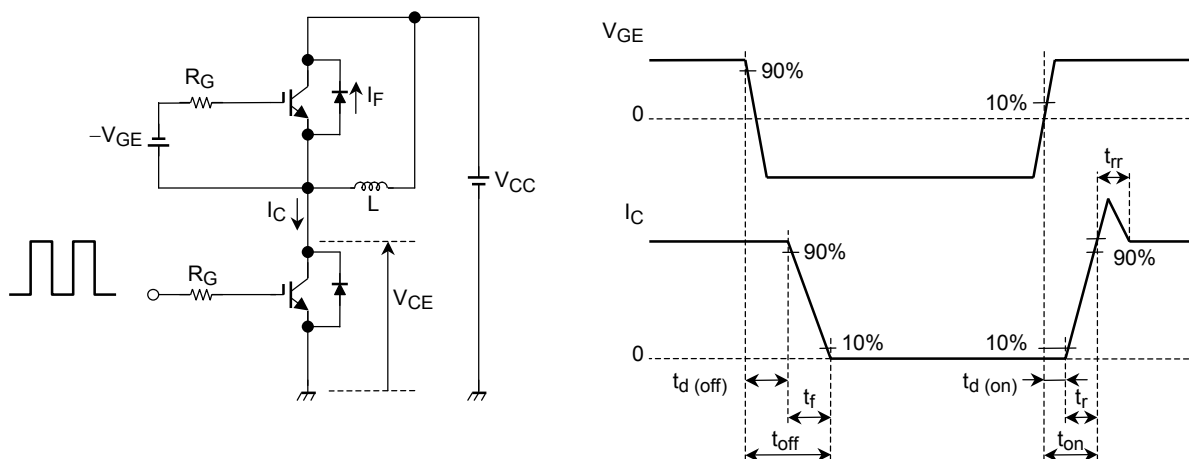 R_G
I_F
–V_GE
V_CC
I_C
L
R_G
V_CE
V_GE
90%
10%
0
t_rr
I_C
90%
90%
10%
10%
0
t_d (off)
t_d (on)
t_f
t_r
t_off
t_on